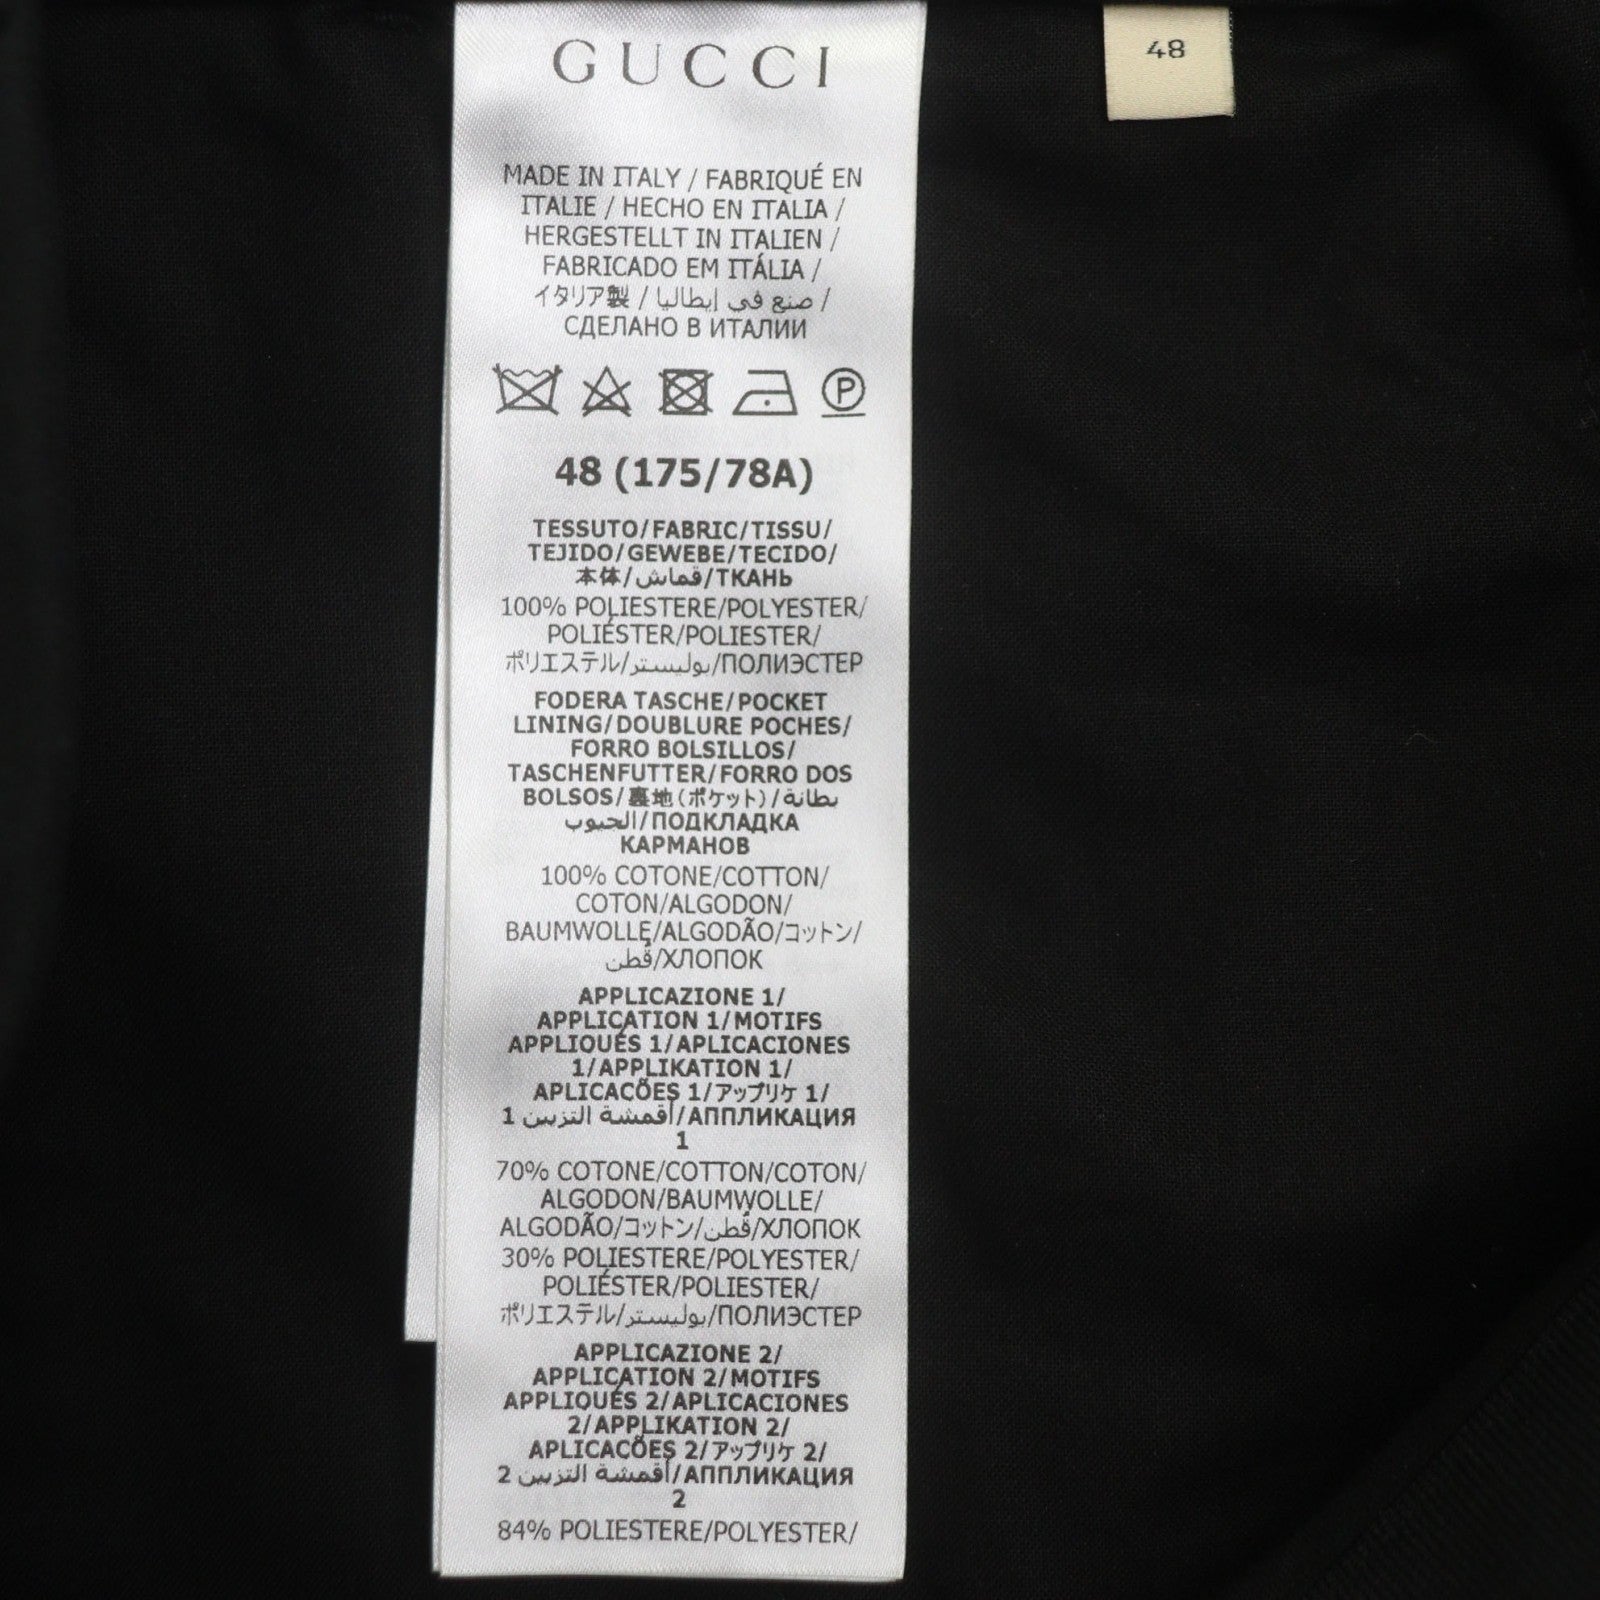 GUCCI
48
MADE IN ITALY / FABRIQUÉ EN
ITALIE / HECHO EN ITALIA /
HERGESTELLT IN ITALIEN /
FABRICADO EM ITÁLIA /
イタリア製 / صنع في إيطاليا /
СДЕЛАНО В ИТАЛИИ
P
48 (175/78A)
TESSUTO/FABRIC/TISSU/
TEJIDO/GEWEBE/TECIDO/
本体/قماش/ТКАНЬ
100% POLIESTERE/POLYESTER/
POLIÉSTER/POLIESTER/
ポリエステル/بوليستر/ПОЛИЭСТЕР
FODERA TASCHE/POCKET
LINING/DOUBLURE POCHES/
FORRO BOLSILLOS/
TASCHENFUTTER/FORRO DOS
BOLSOS/裏地(ポケット)/بطانة
الجيوب/ПОДКЛАДКА
КАРМАНОВ
100% COTONE/COTTON/
COTON/ALGODON/
BAUMWOLLE/ALGODÃO/コットン/
قطن/ХЛОПОК
APPLICAZIONE 1/
APPLICATION 1/MOTIFS
APPLIQUÉS 1/APLICACIONES
1/APPLIKATION 1/
APLICACÕES 1/アップリケ 1/
أقمشة التزيين 1/АППЛИКАЦИЯ
1
70% COTONE/COTTON/COTON/
ALGODON/BAUMWOLLE/
ALGODÃO/コットン/قطن/ХЛОПОК
30% POLIESTERE/POLYESTER/
POLIÉSTER/POLIESTER/
ポリエステル/بوليستر/ПОЛИЭСТЕР
APPLICAZIONE 2/
APPLICATION 2/MOTIFS
APPLIQUÉS 2/APLICACIONES
2/APPLIKATION 2/
APLICACÕES 2/アップリケ 2/
أقمشة التزيين 2/АППЛИКАЦИЯ
2
84% POLIESTERE/POLYESTER/